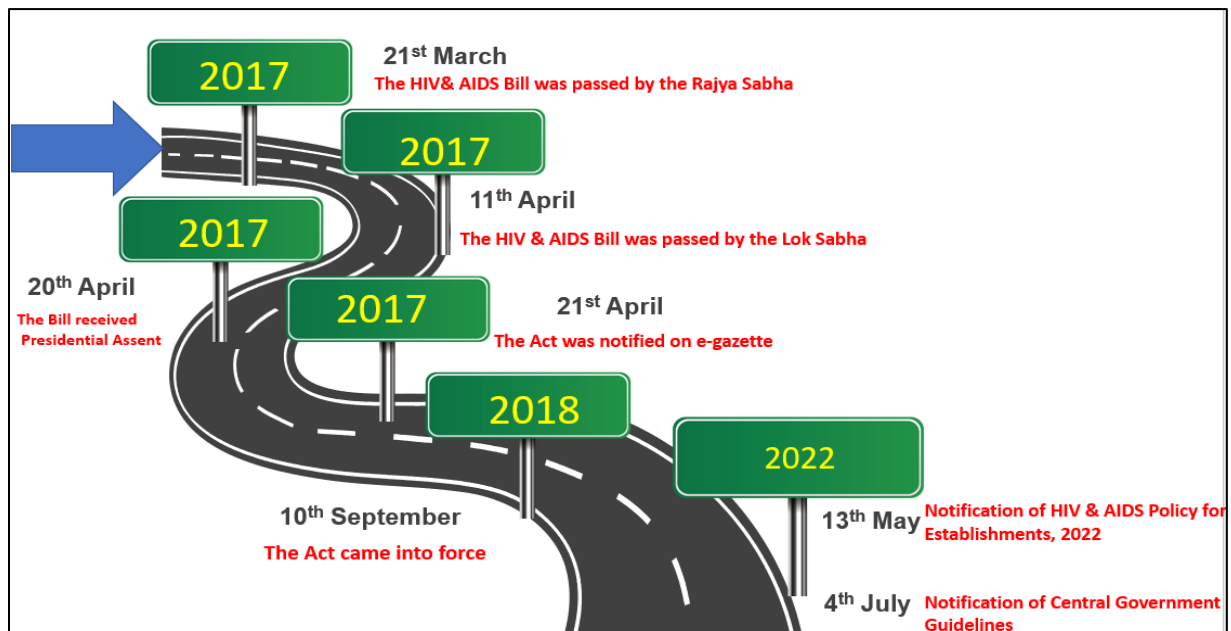 2017
21st March
The HIV& AIDS Bill was passed by the Rajya Sabha
2017
11th April
The HIV & AIDS Bill was passed by the Lok Sabha
2017
20th April
The Bill received
Presidential Assent
2017
21st April
The Act was notified on e-gazette
2018
10th September
The Act came into force
2022
13th May
Notification of HIV & AIDS Policy for
Establishments, 2022
4th July
Notification of Central Government
Guidelines